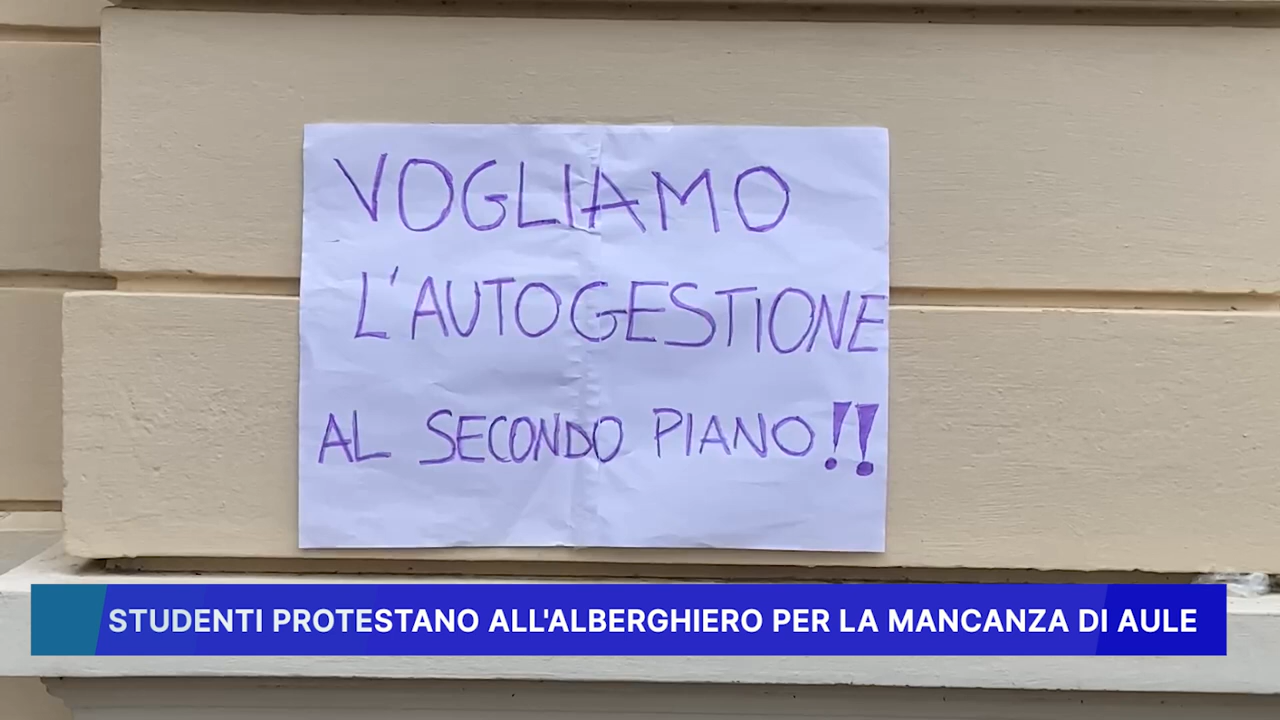 VOGLIAMO
L'AUTOGESTIONE
AL SECONDO PIANO!!
STUDENTI PROTESTANO ALL'ALBERGHIERO PER LA MANCANZA DI AULE